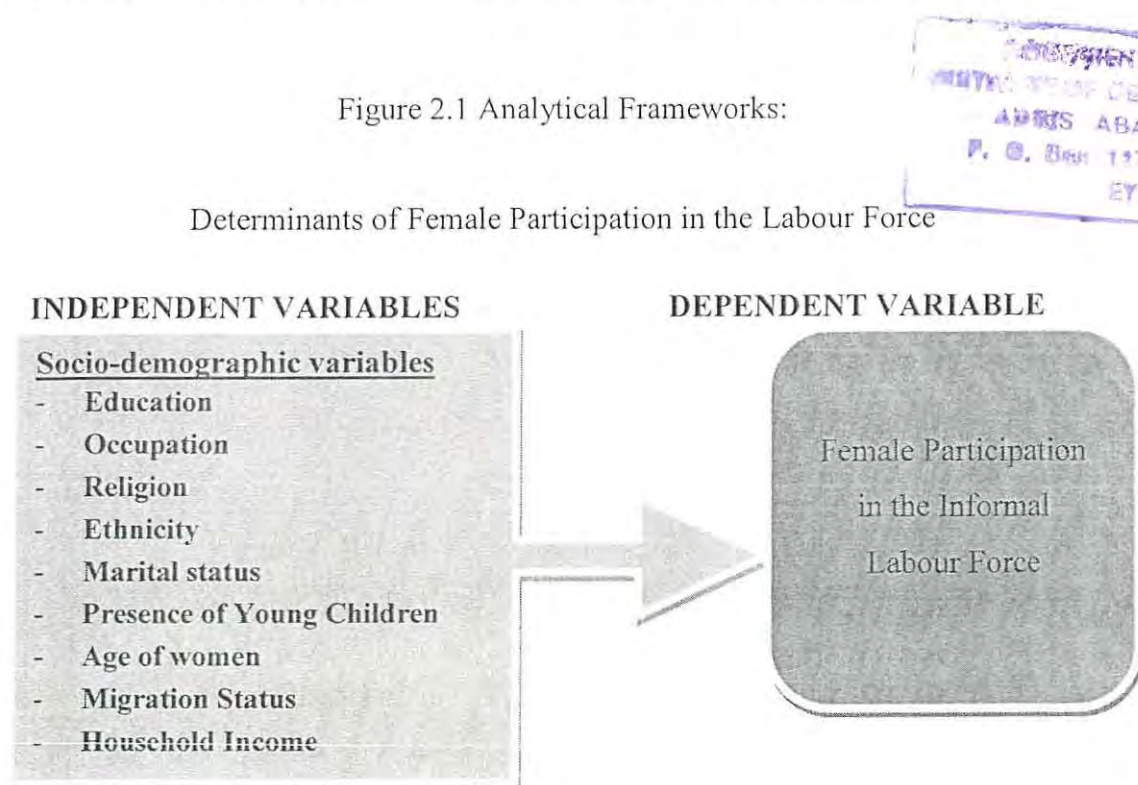 Figure 2.1 Analytical Frameworks:
ABA
P. O.
EY
Determinants of Female Participation in the Labour Force
INDEPENDENT VARIABLES
DEPENDENT VARIABLE
Socio-demographic variables
- Education
- Occupation
- Religion
- Ethnicity
- Marital status
- Presence of Young Children
- Age of women
- Migration Status
- Household Income
Female Participation
in the Informal
Labour Force